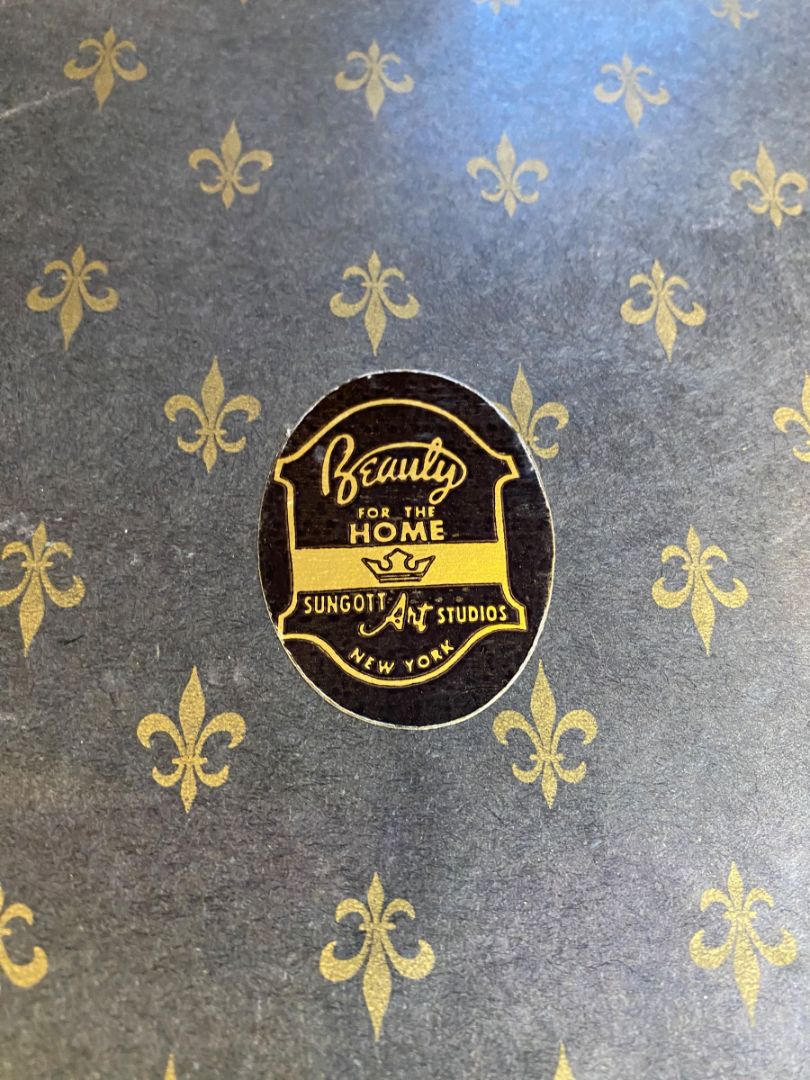 Beauty
FOR THE
HOME
SUNGOTT Art STUDIOS
NEW YORK